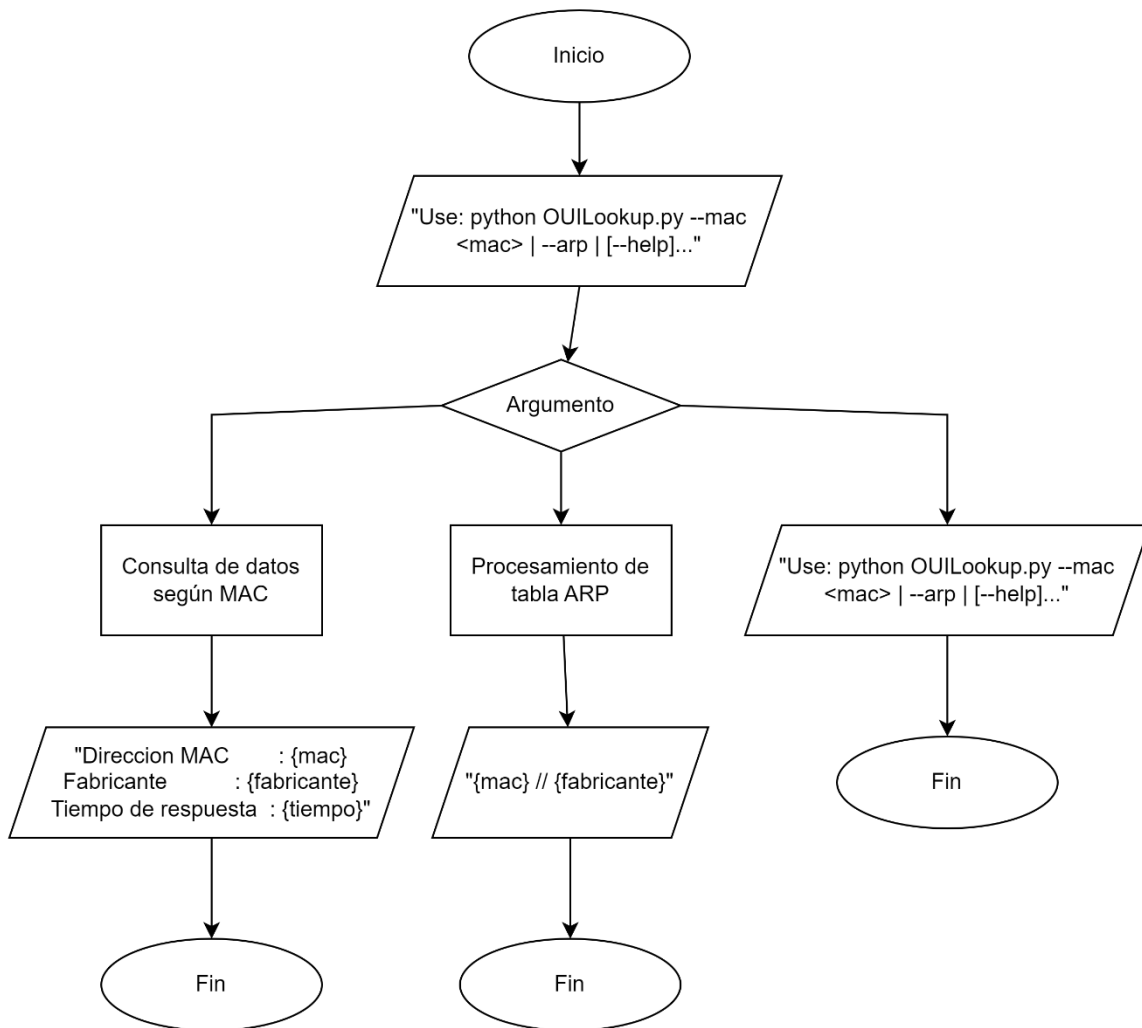 Inicio
"Use: python OUILookup.py --mac
<mac> | --arp | [--help]..."
Argumento
Consulta de datos
según MAC
Procesamiento de
tabla ARP
"Use: python OUILookup.py --mac
<mac> | --arp | [--help]..."
"Direccion MAC : {mac}
Fabricante : {fabricante}
Tiempo de respuesta : {tiempo}"
"{mac} // {fabricante}"
Fin
Fin
Fin